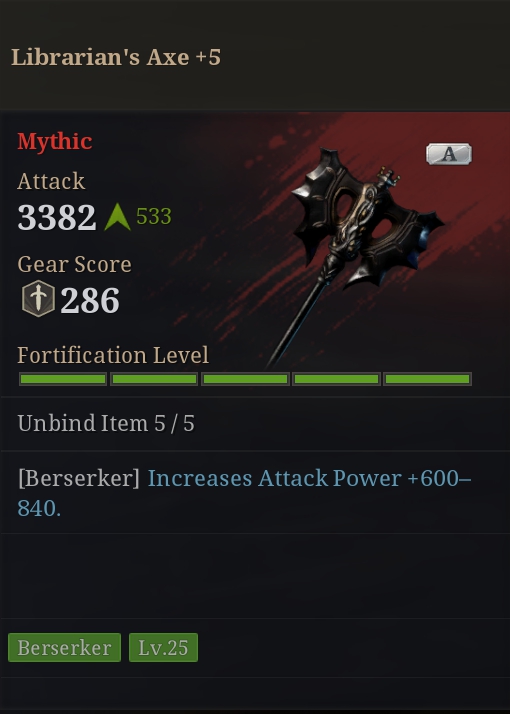 Librarian's Axe +5
Mythic
A
Attack
3382 533
Gear Score
286
Fortification Level
Unbind Item 5 / 5
[Berserker] Increases Attack Power +600–
840.
Berserker Lv.25